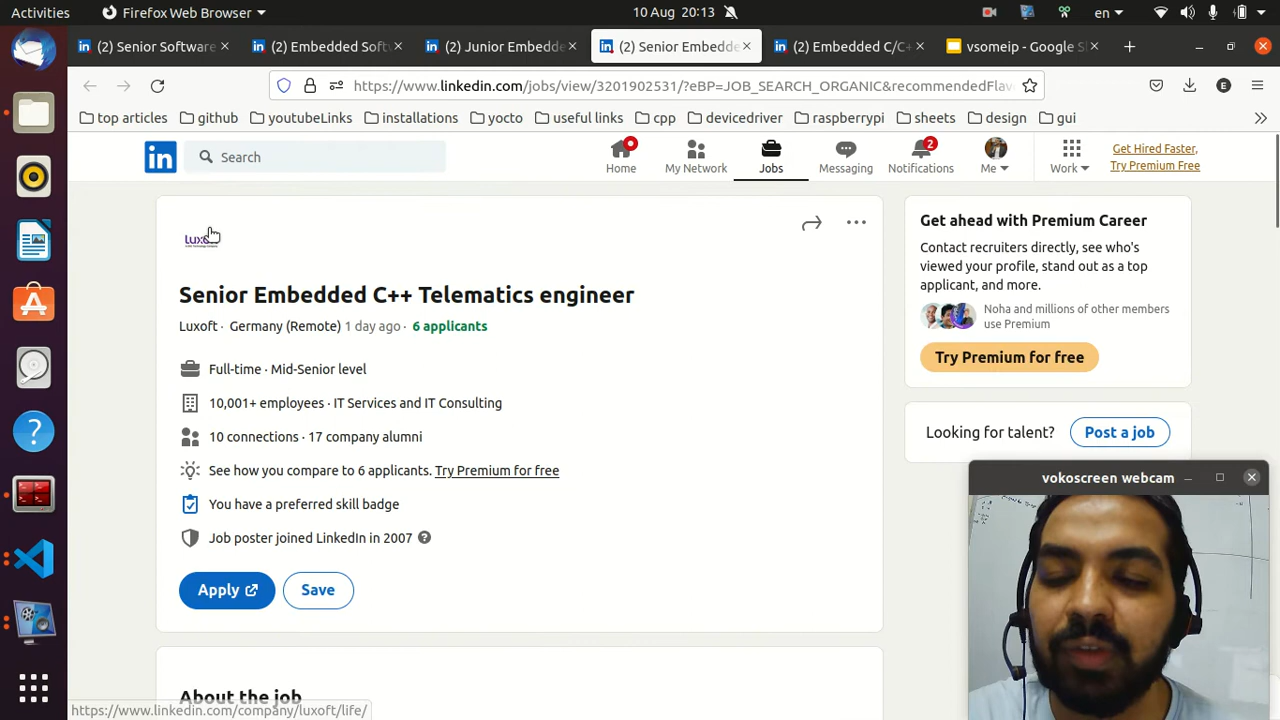 Activities
Firefox Web Browser
10 Aug 20:13
en
(2) Senior Software
(2) Embedded Softw
(2) Junior Embedde
(2) Senior Embedde
(2) Embedded C/C+
vsomeip - Google Sl
https://www.linkedin.com/jobs/view/3201902531/?eBP=JOB_SEARCH_ORGANIC&recommendedFlav
top articles
github
youtubeLinks
installations
yocto
useful links
cpp
devicedriver
raspberrypi
sheets
design
gui
in
Search
Home
My Network
Jobs
Messaging
2
Notifications
Me
Work
Get Hired Faster,
Try Premium Free
Senior Embedded C++ Telematics engineer
Luxoft · Germany (Remote) 1 day ago · 6 applicants
Full-time · Mid-Senior level
10,001+ employees · IT Services and IT Consulting
10 connections · 17 company alumni
See how you compare to 6 applicants. Try Premium for free
You have a preferred skill badge
Job poster joined LinkedIn in 2007
Apply
Save
About the job
https://www.linkedin.com/company/luxoft/life/
Get ahead with Premium Career
Contact recruiters directly, see who's
viewed your profile, stand out as a top
applicant, and more.
Noha and millions of other members
use Premium
Try Premium for free
Looking for talent?
Post a job
vokoscreen webcam